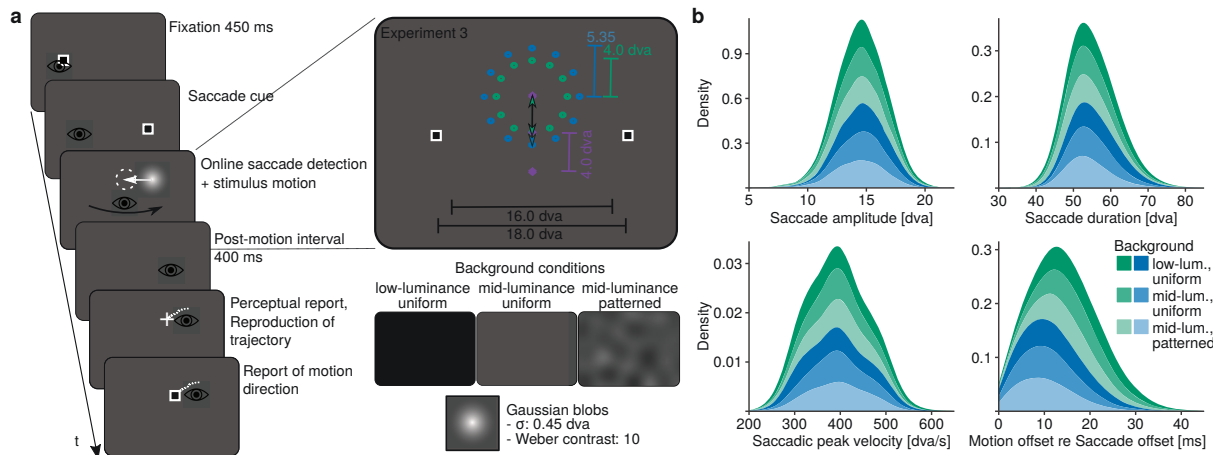 a
Fixation 450 ms
Saccade cue
Online saccade detection
+ stimulus motion
Post-motion interval
400 ms
Perceptual report,
Reproduction of
trajectory
Report of motion
direction
t
Experiment 3
5.35
4.0 dva
4.0 dva
16.0 dva
18.0 dva
Background conditions
low-luminance
uniform
mid-luminance
uniform
mid-luminance
patterned
Gaussian blobs
- σ: 0.45 dva
- Weber contrast: 10
b
Density
0.3
0.6
0.9
5
10
15
20
Saccade amplitude [dva]
0.1
0.2
0.3
30
40
50
60
70
80
Saccade duration [dva]
Density
0.00
0.01
0.02
0.03
200
300
400
500
600
Saccadic peak velocity [dva/s]
0.1
0.2
0.3
0
10
20
30
40
Motion offset re Saccade offset [ms]
Background
low-lum.,
uniform
mid-lum.,
uniform
mid-lum.,
patterned